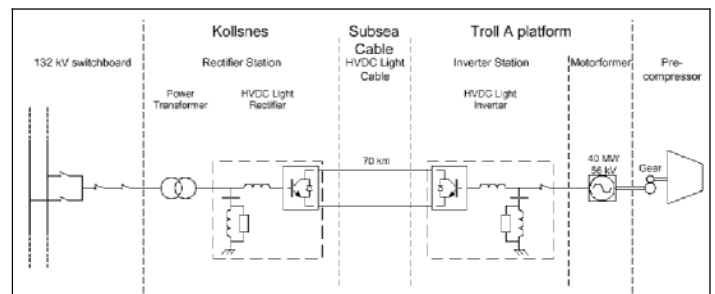 Kollsnes
Subsea
Cable
Troll A platform
132 kV switchboard
Rectifier Station
HVDC Light
Cable
Inverter Station
Motorformer
Pre-
compressor
Power
Transformer
HVDC Light
Rectifier
HVDC Light
Inverter
70 km
40 MW
56 kV
Gear